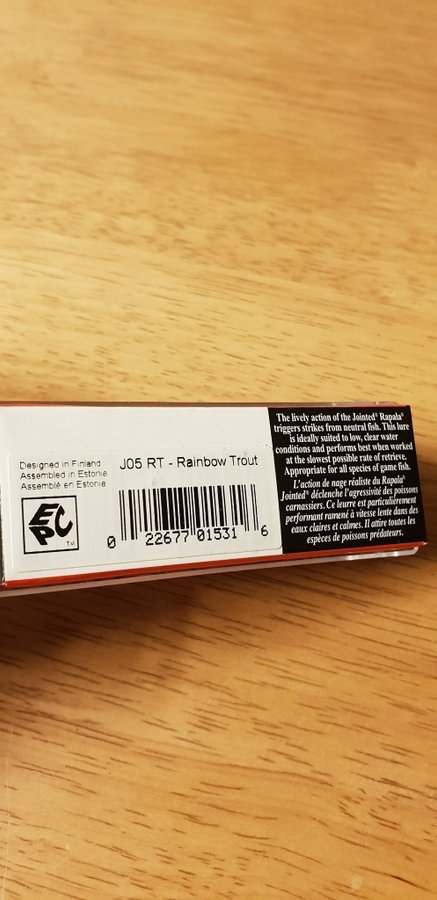 Designed in Finland
Assembled in Estonia
Assemblé en Estonie
EPC
TM
J05 RT - Rainbow Trout
0 22677 01531 6
The lively action of the Jointed® Rapala®
triggers strikes from neutral fish. This lure
is ideally suited to low, clear water
conditions and performs best when worked
at the slowest possible rate of retrieve.
Appropriate for all species of game fish.
L'action de nage réaliste du Rapala®
Jointed® déclenche l'agressivité des poissons
carnassiers. Ce leurre est particulièrement
performant ramené à vitesse lente dans des
eaux claires et calmes. Il attire toutes les
espèces de poissons prédateurs.